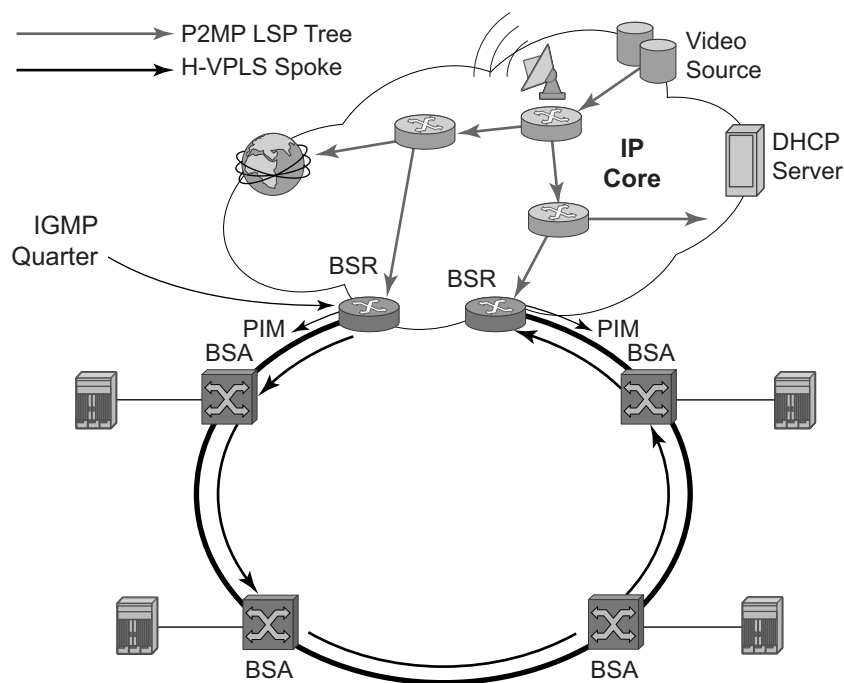 P2MP LSP Tree
H-VPLS Spoke
Video
Source
IP
Core
DHCP
Server
IGMP
Quarter
BSR
BSR
PIM
PIM
BSA
BSA
BSA
BSA